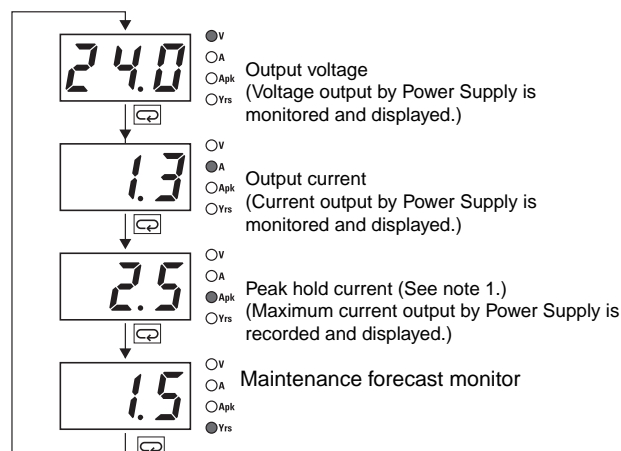 24.0
V
A
Apk
Yrs
Output voltage
(Voltage output by Power Supply is
monitored and displayed.)
1.3
V
A
Apk
Yrs
Output current
(Current output by Power Supply is
monitored and displayed.)
2.5
V
A
Apk
Yrs
Peak hold current (See note 1.)
(Maximum current output by Power Supply is
recorded and displayed.)
1.5
V
A
Apk
Yrs
Maintenance forecast monitor